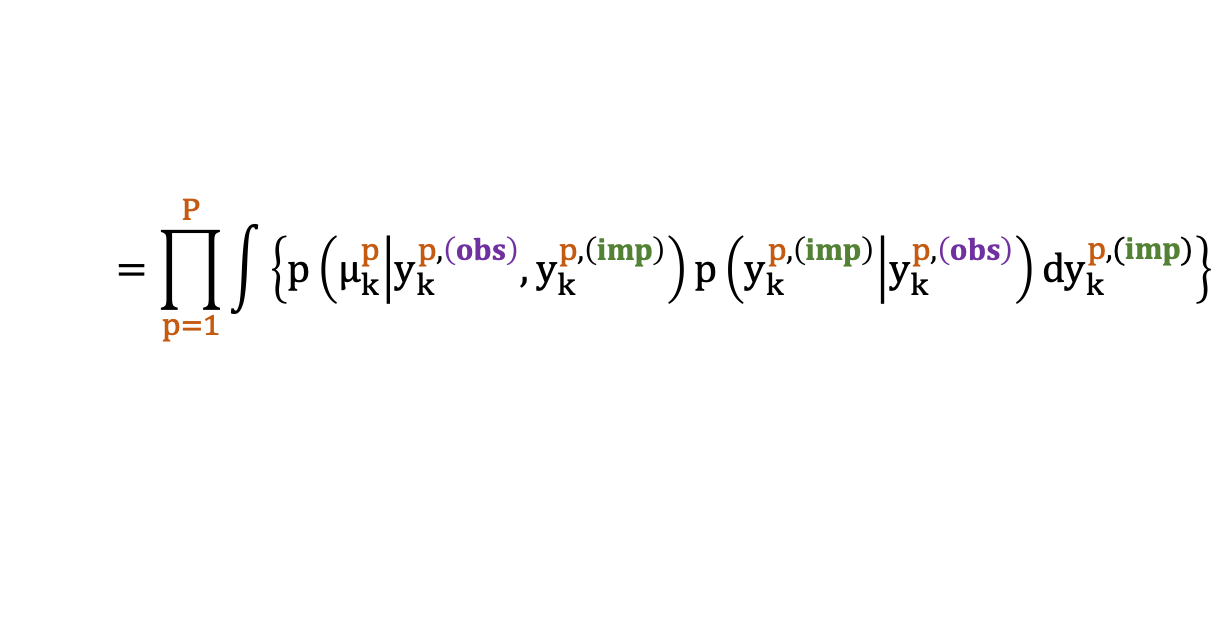 = ∏_{p=1}^{P} ∫ {p (μ_k^p | y_k^{p,(obs)}, y_k^{p,(imp)}) p (y_k^{p,(imp)} | y_k^{p,(obs)}) dy_k^{p,(imp)}}